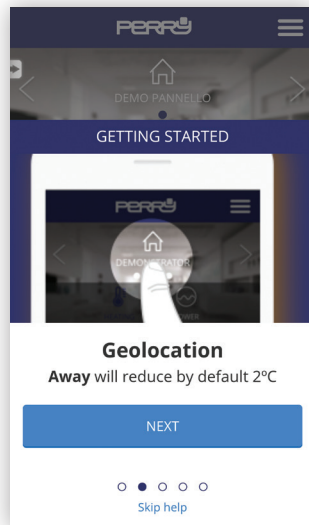 PERRY
DEMO PANNELLO
GETTING STARTED
PERRY
DEMONSTRATOR
Geolocation
Away will reduce by default 2ºC
NEXT
Skip help